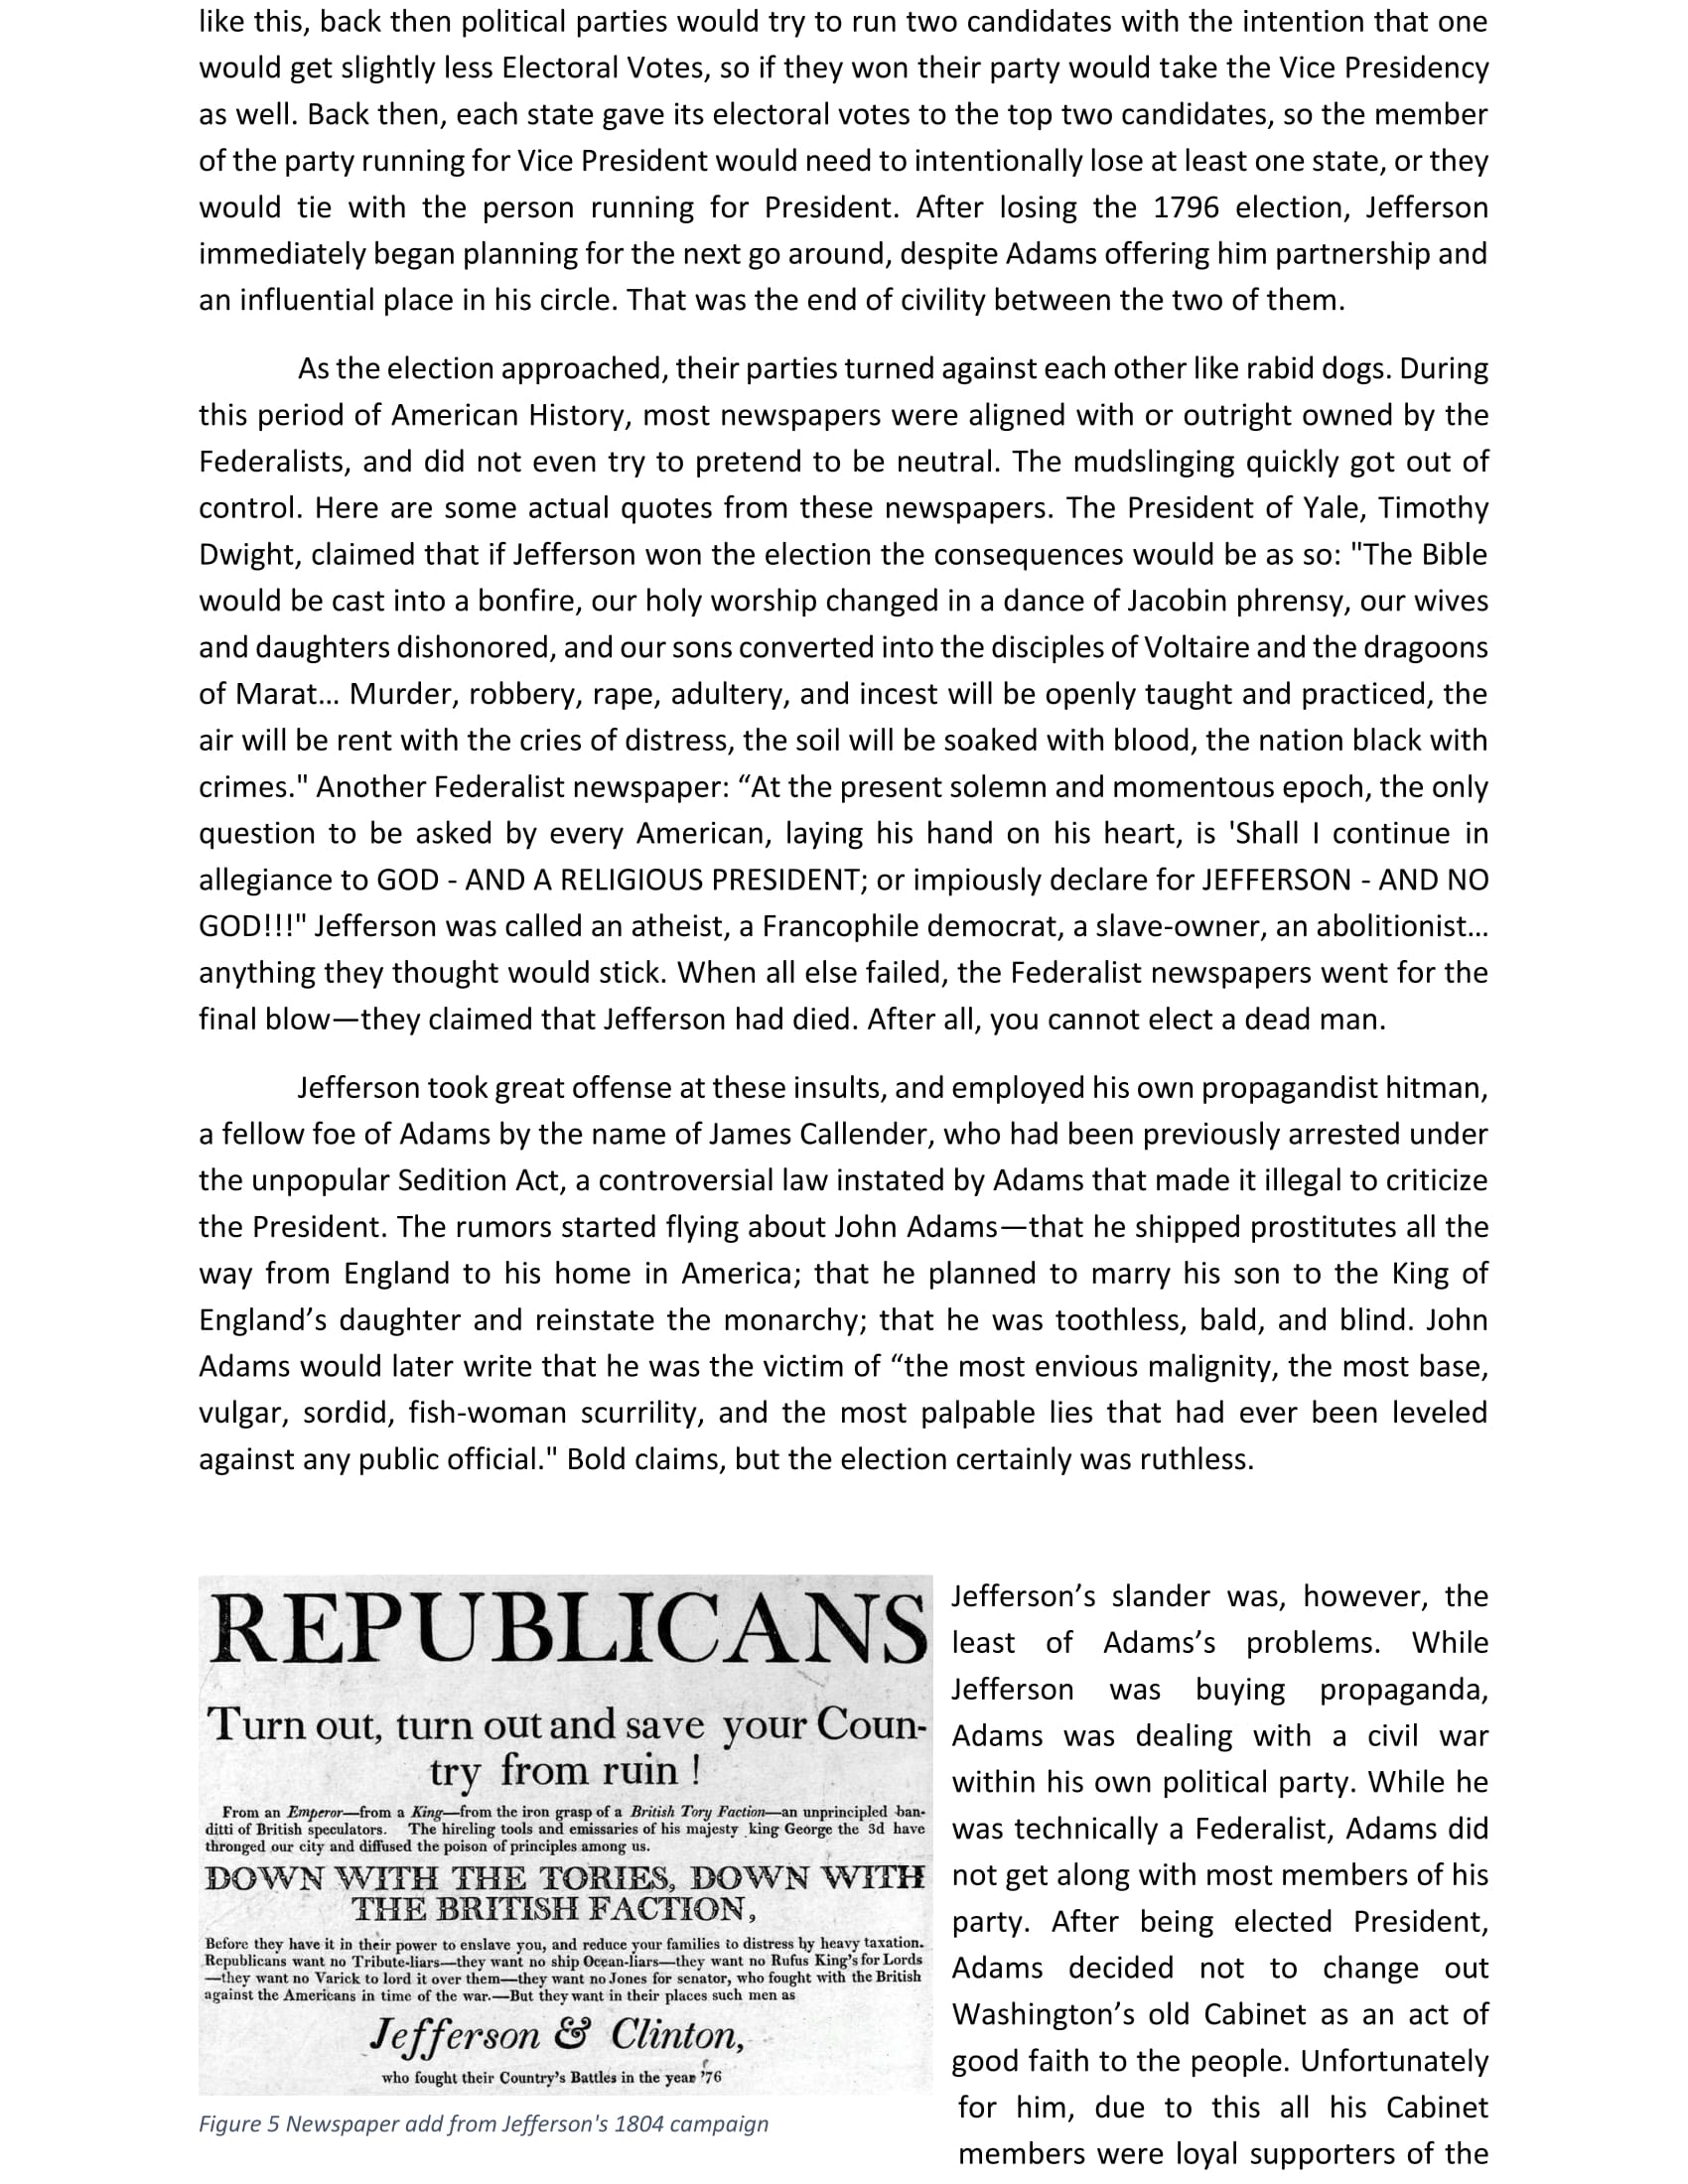 like this, back then political parties would try to run two candidates with the intention that one
would get slightly less Electoral Votes, so if they won their party would take the Vice Presidency
as well. Back then, each state gave its electoral votes to the top two candidates, so the member
of the party running for Vice President would need to intentionally lose at least one state, or they
would tie with the person running for President. After losing the 1796 election, Jefferson
immediately began planning for the next go around, despite Adams offering him partnership and
an influential place in his circle. That was the end of civility between the two of them.
As the election approached, their parties turned against each other like rabid dogs. During
this period of American History, most newspapers were aligned with or outright owned by the
Federalists, and did not even try to pretend to be neutral. The mudslinging quickly got out of
control. Here are some actual quotes from these newspapers. The President of Yale, Timothy
Dwight, claimed that if Jefferson won the election the consequences would be as so: "The Bible
would be cast into a bonfire, our holy worship changed in a dance of Jacobin phrensy, our wives
and daughters dishonored, and our sons converted into the disciples of Voltaire and the dragoons
of Marat… Murder, robbery, rape, adultery, and incest will be openly taught and practiced, the
air will be rent with the cries of distress, the soil will be soaked with blood, the nation black with
crimes." Another Federalist newspaper: “At the present solemn and momentous epoch, the only
question to be asked by every American, laying his hand on his heart, is 'Shall I continue in
allegiance to GOD - AND A RELIGIOUS PRESIDENT; or impiously declare for JEFFERSON - AND NO
GOD!!!" Jefferson was called an atheist, a Francophile democrat, a slave-owner, an abolitionist…
anything they thought would stick. When all else failed, the Federalist newspapers went for the
final blow—they claimed that Jefferson had died. After all, you cannot elect a dead man.
Jefferson took great offense at these insults, and employed his own propagandist hitman,
a fellow foe of Adams by the name of James Callender, who had been previously arrested under
the unpopular Sedition Act, a controversial law instated by Adams that made it illegal to criticize
the President. The rumors started flying about John Adams—that he shipped prostitutes all the
way from England to his home in America; that he planned to marry his son to the King of
England’s daughter and reinstate the monarchy; that he was toothless, bald, and blind. John
Adams would later write that he was the victim of “the most envious malignity, the most base,
vulgar, sordid, fish-woman scurrility, and the most palpable lies that had ever been leveled
against any public official." Bold claims, but the election certainly was ruthless.
REPUBLICANS
Turn out, turn out and save your Coun-
try from ruin !
From an Emperor—from a King—from the iron grasp of a British Tory Faction—an unprincipled ban-
ditti of British speculators. The hireling tools and emissaries of his majesty king George the 3d have
thronged our city and diffused the poison of principles among us.
DOWN WITH THE TORIES, DOWN WITH
THE BRITISH FACTION,
Before they have it in their power to enslave you, and reduce your families to distress by heavy taxation.
Republicans want no Tribute-liars—they want no ship Ocean-liars—they want no Rufus King's for Lords
—they want no Varick to lord it over them—they want no Jones for senator, who fought with the British
against the Americans in time of the war.—But they want in their places such men as
Jefferson & Clinton,
who fought their Country's Battles in the year '76
Figure 5 Newspaper add from Jefferson's 1804 campaign
Jefferson’s slander was, however, the
least of Adams’s problems. While
Jefferson was buying propaganda,
Adams was dealing with a civil war
within his own political party. While he
was technically a Federalist, Adams did
not get along with most members of his
party. After being elected President,
Adams decided not to change out
Washington’s old Cabinet as an act of
good faith to the people. Unfortunately
for him, due to this all his Cabinet
members were loyal supporters of the